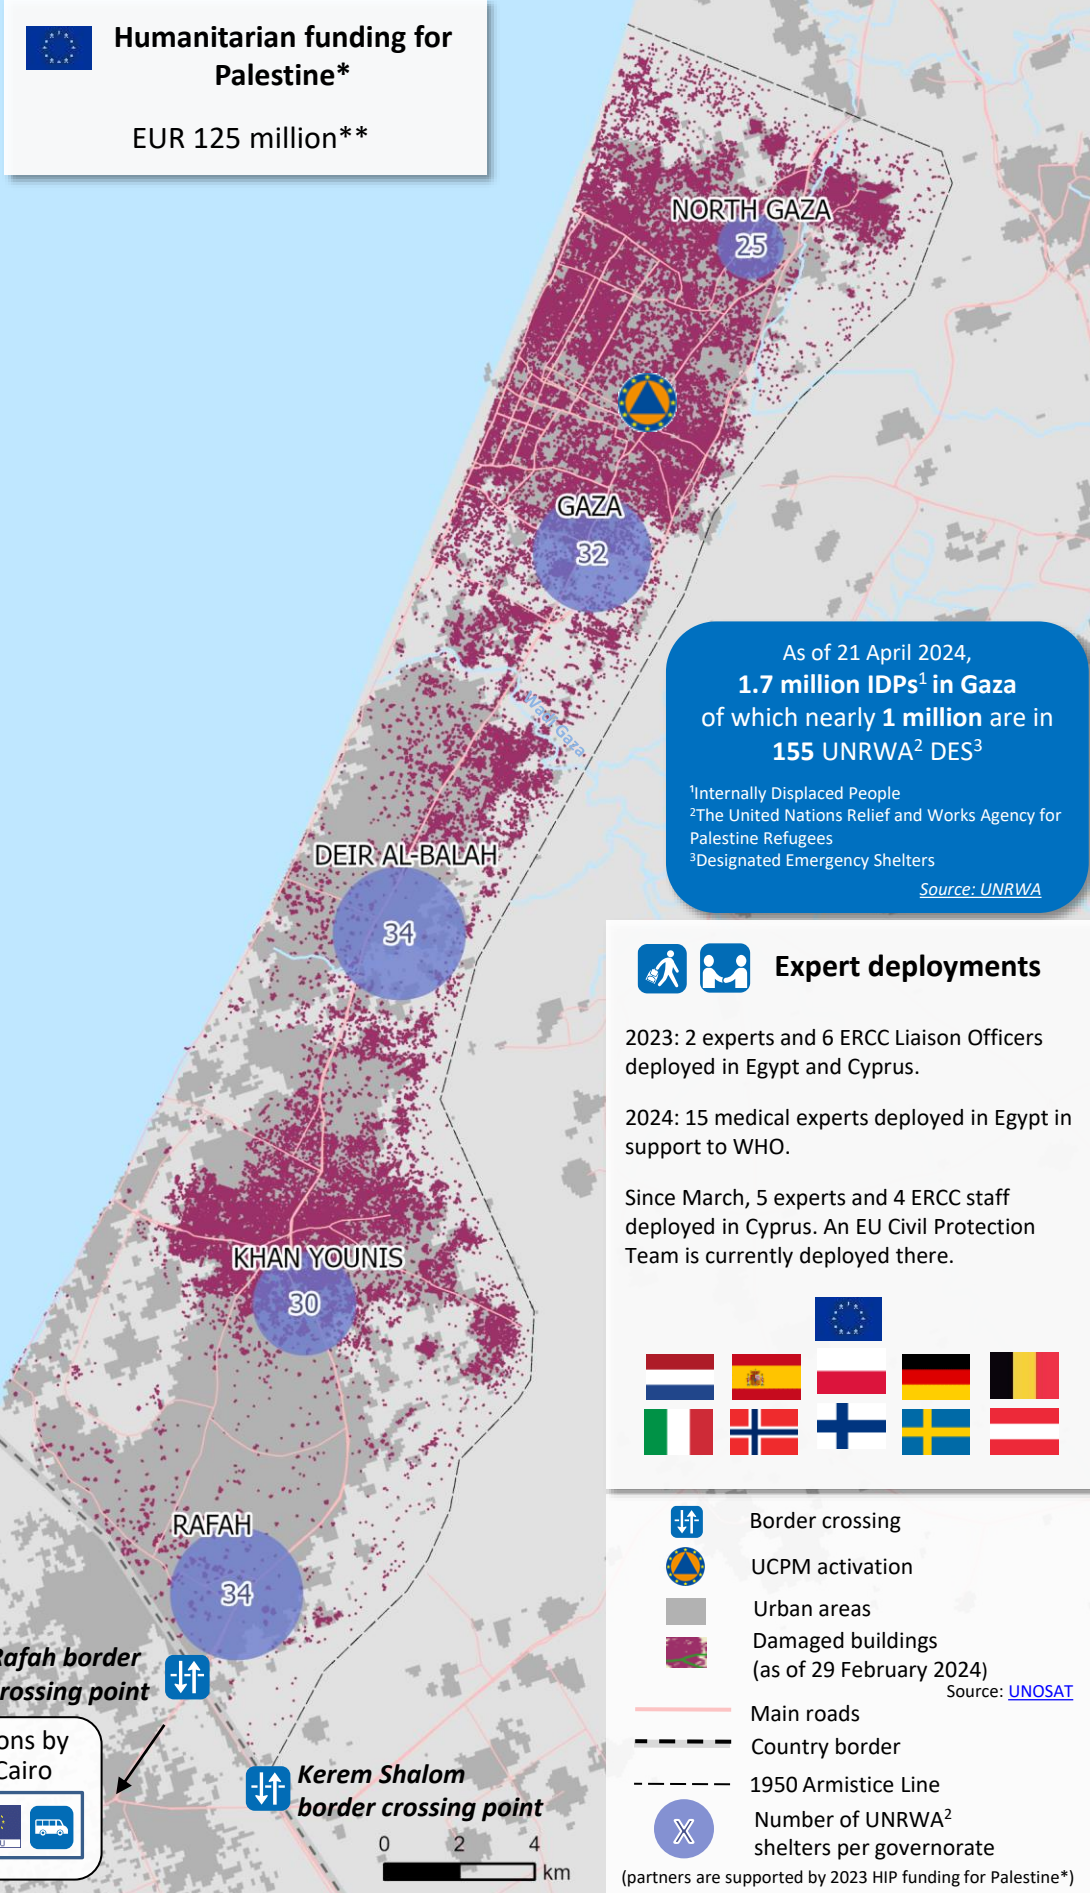 Humanitarian funding for
Palestine*
EUR 125 million**
NORTH GAZA
25
GAZA
32
Wadi Gaza
As of 21 April 2024,
1.7 million IDPs¹ in Gaza
of which nearly 1 million are in
155 UNRWA² DES³
¹Internally Displaced People
²The United Nations Relief and Works Agency for
Palestine Refugees
³Designated Emergency Shelters
Source: UNRWA
DEIR AL-BALAH
34
Expert deployments
2023: 2 experts and 6 ERCC Liaison Officers
deployed in Egypt and Cyprus.
2024: 15 medical experts deployed in Egypt in
support to WHO.
Since March, 5 experts and 4 ERCC staff
deployed in Cyprus. An EU Civil Protection
Team is currently deployed there.
KHAN YOUNIS
30
RAFAH
34
Rafah border
rossing point
ons by
Cairo
Kerem Shalom
border crossing point
0 2 4
km
Border crossing
UCPM activation
Urban areas
Damaged buildings
(as of 29 February 2024)
Source: UNOSAT
Main roads
Country border
1950 Armistice Line
X
Number of UNRWA²
shelters per governorate
(partners are supported by 2023 HIP funding for Palestine*)